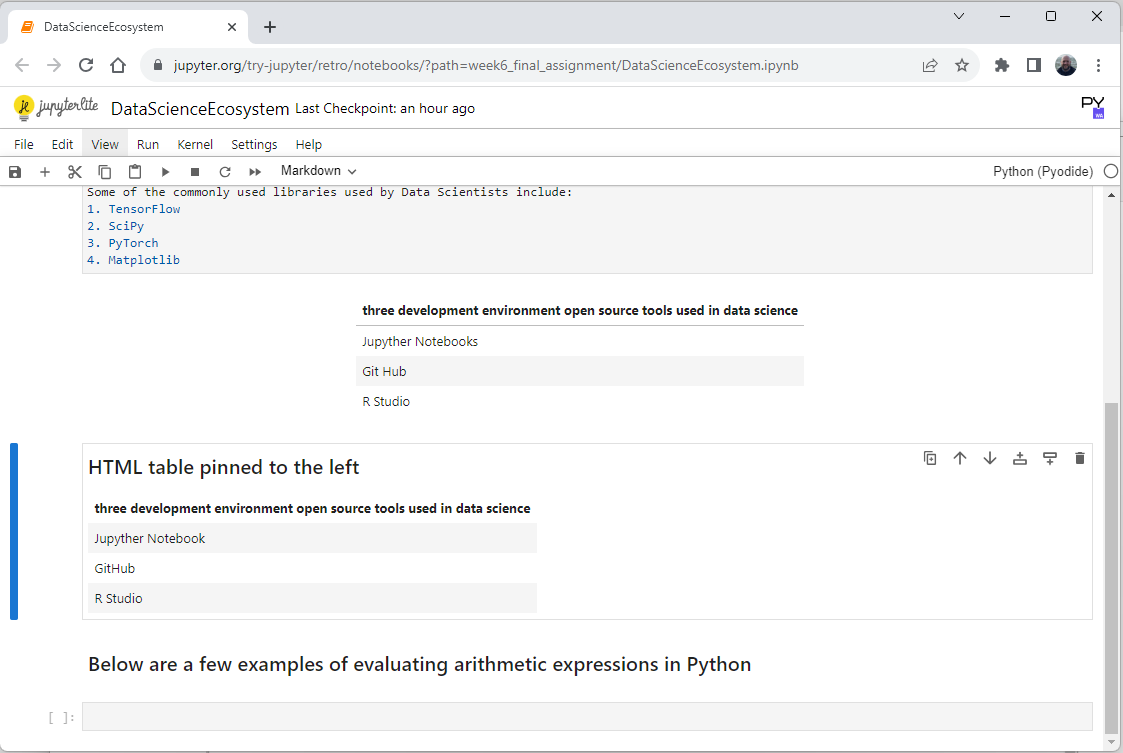 DataScienceEcosystem
jupyter.org/try-jupyter/retro/notebooks/?path=week6_final_assignment/DataScienceEcosystem.ipynb
jupyterlite DataScienceEcosystem Last Checkpoint: an hour ago
PY
WA
File Edit View Run Kernel Settings Help
Markdown Python (Pyodide)
Some of the commonly used libraries used by Data Scientists include:
1. TensorFlow
2. SciPy
3. PyTorch
4. Matplotlib
three development environment open source tools used in data science
Jupyther Notebooks
Git Hub
R Studio
HTML table pinned to the left
three development environment open source tools used in data science
Jupyther Notebook
GitHub
R Studio
Below are a few examples of evaluating arithmetic expressions in Python
[ ]: